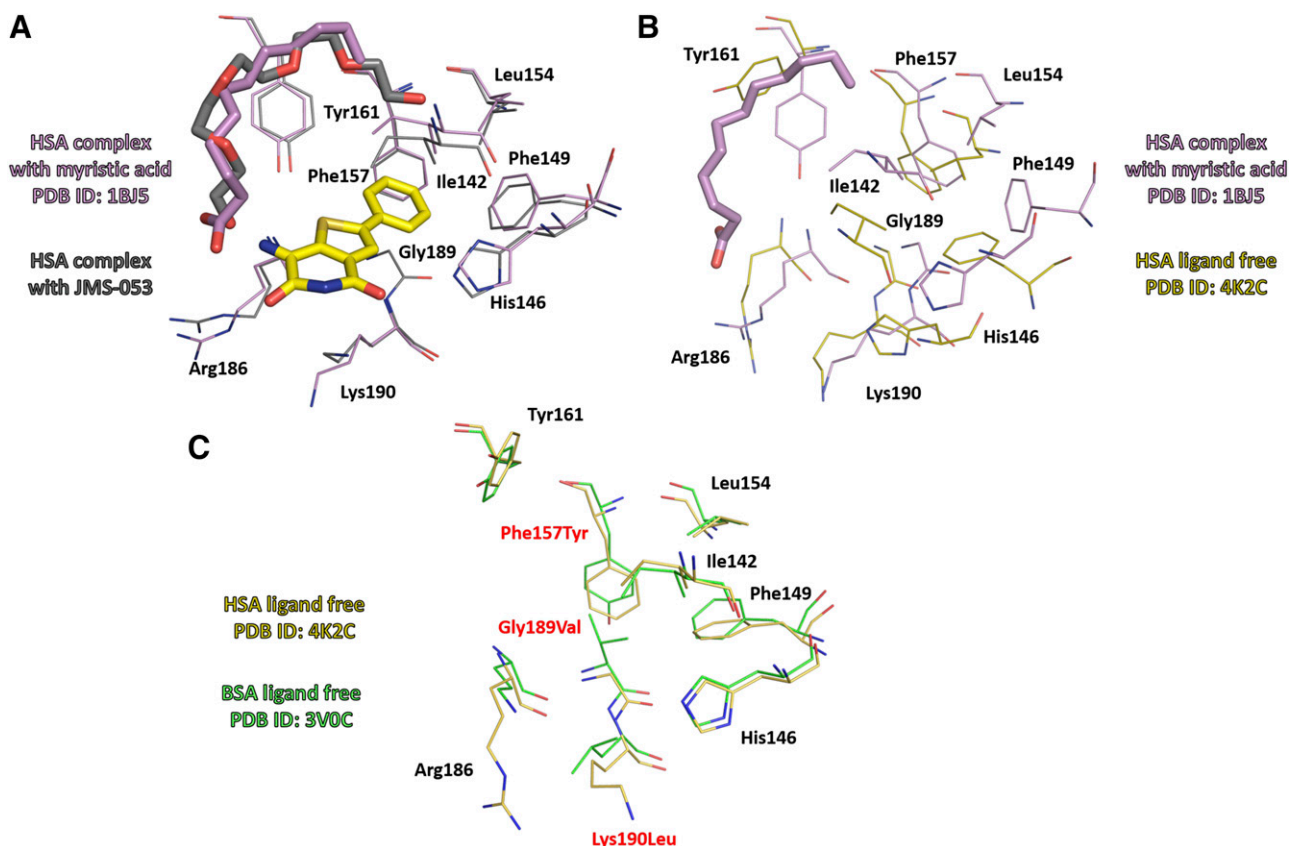 A
Leu154
Tyr161
HSA complex
with myristic acid
PDB ID: 1BJ5
Phe149
Phe157
Ile142
HSA complex
with JMS-053
Gly189
His146
Arg186
Lys190
B
Tyr161
Phe157
Leu154
HSA complex
with myristic acid
PDB ID: 1BJ5
Phe149
Ile142
Gly189
HSA ligand free
PDB ID: 4K2C
His146
Arg186
Lys190
C
Tyr161
Leu154
Phe157Tyr
Ile142
Phe149
HSA ligand free
PDB ID: 4K2C
Gly189Val
BSA ligand free
PDB ID: 3V0C
His146
Arg186
Lys190Leu